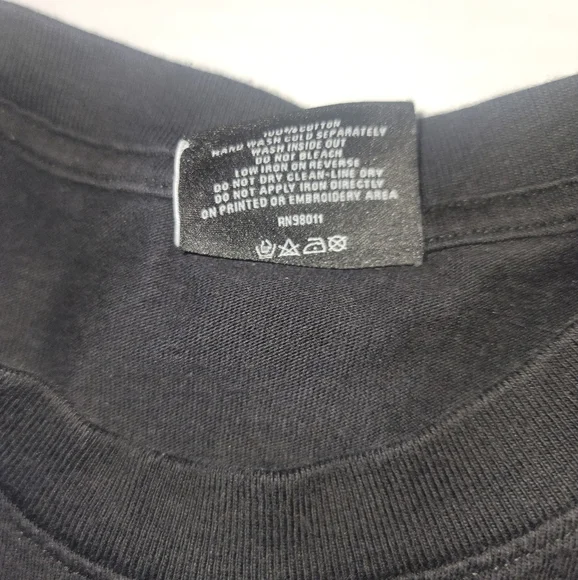 100% COTTON
HAND WASH COLD SEPARATELY
WASH INSIDE OUT
DO NOT BLEACH
LOW IRON ON REVERSE
DO NOT DRY CLEAN-LINE DRY
DO NOT APPLY IRON DIRECTLY
ON PRINTED OR EMBROIDERY AREA
RN98011